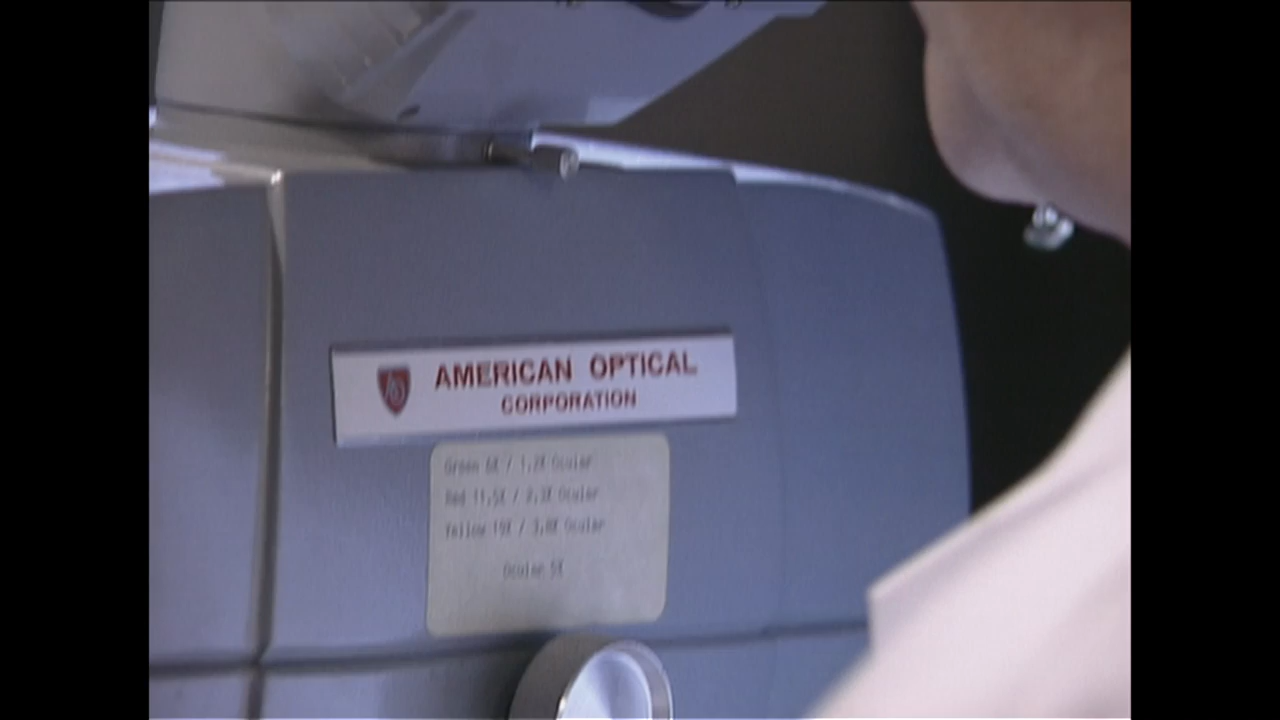 AO
AMERICAN OPTICAL
CORPORATION
Green 6X / 1.2X Ocular
Red 11.5X / 2.3X Ocular
Yellow 19X / 3.8X Ocular
Ocular 5X